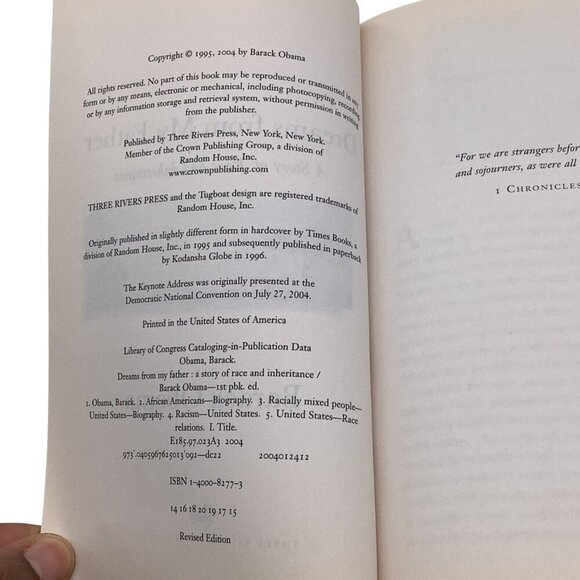 Copyright © 1995, 2004 by Barack Obama
All rights reserved. No part of this book may be reproduced or transmitted in any
form or by any means, electronic or mechanical, including photocopying, recording,
or by any information storage and retrieval system, without permission in writing
from the publisher.
Published by Three Rivers Press, New York, New York.
Member of the Crown Publishing Group, a division of
Random House, Inc.
www.crownpublishing.com
THREE RIVERS PRESS and the Tugboat design are registered trademarks of
Random House, Inc.
Originally published in slightly different form in hardcover by Times Books, a
division of Random House, Inc., in 1995 and subsequently published in paperback
by Kodansha Globe in 1996.
The Keynote Address was originally presented at the
Democratic National Convention on July 27, 2004.
Printed in the United States of America
Library of Congress Cataloging-in-Publication Data
Obama, Barack.
Dreams from my father : a story of race and inheritance /
Barack Obama—1st pbk. ed.
1. Obama, Barack. 2. African Americans—Biography. 3. Racially mixed people—
United States—Biography. 4. Racism—United States. 5. United States—Race
relations. I. Title.
E185.97.O23A3 2004
973'.0405967625013'092—dc22 2004012412
ISBN 1-4000-8277-3
14 16 18 20 19 17 15
Revised Edition
"For we are strangers befor
and sojourners, as were all
1 CHRONICLES